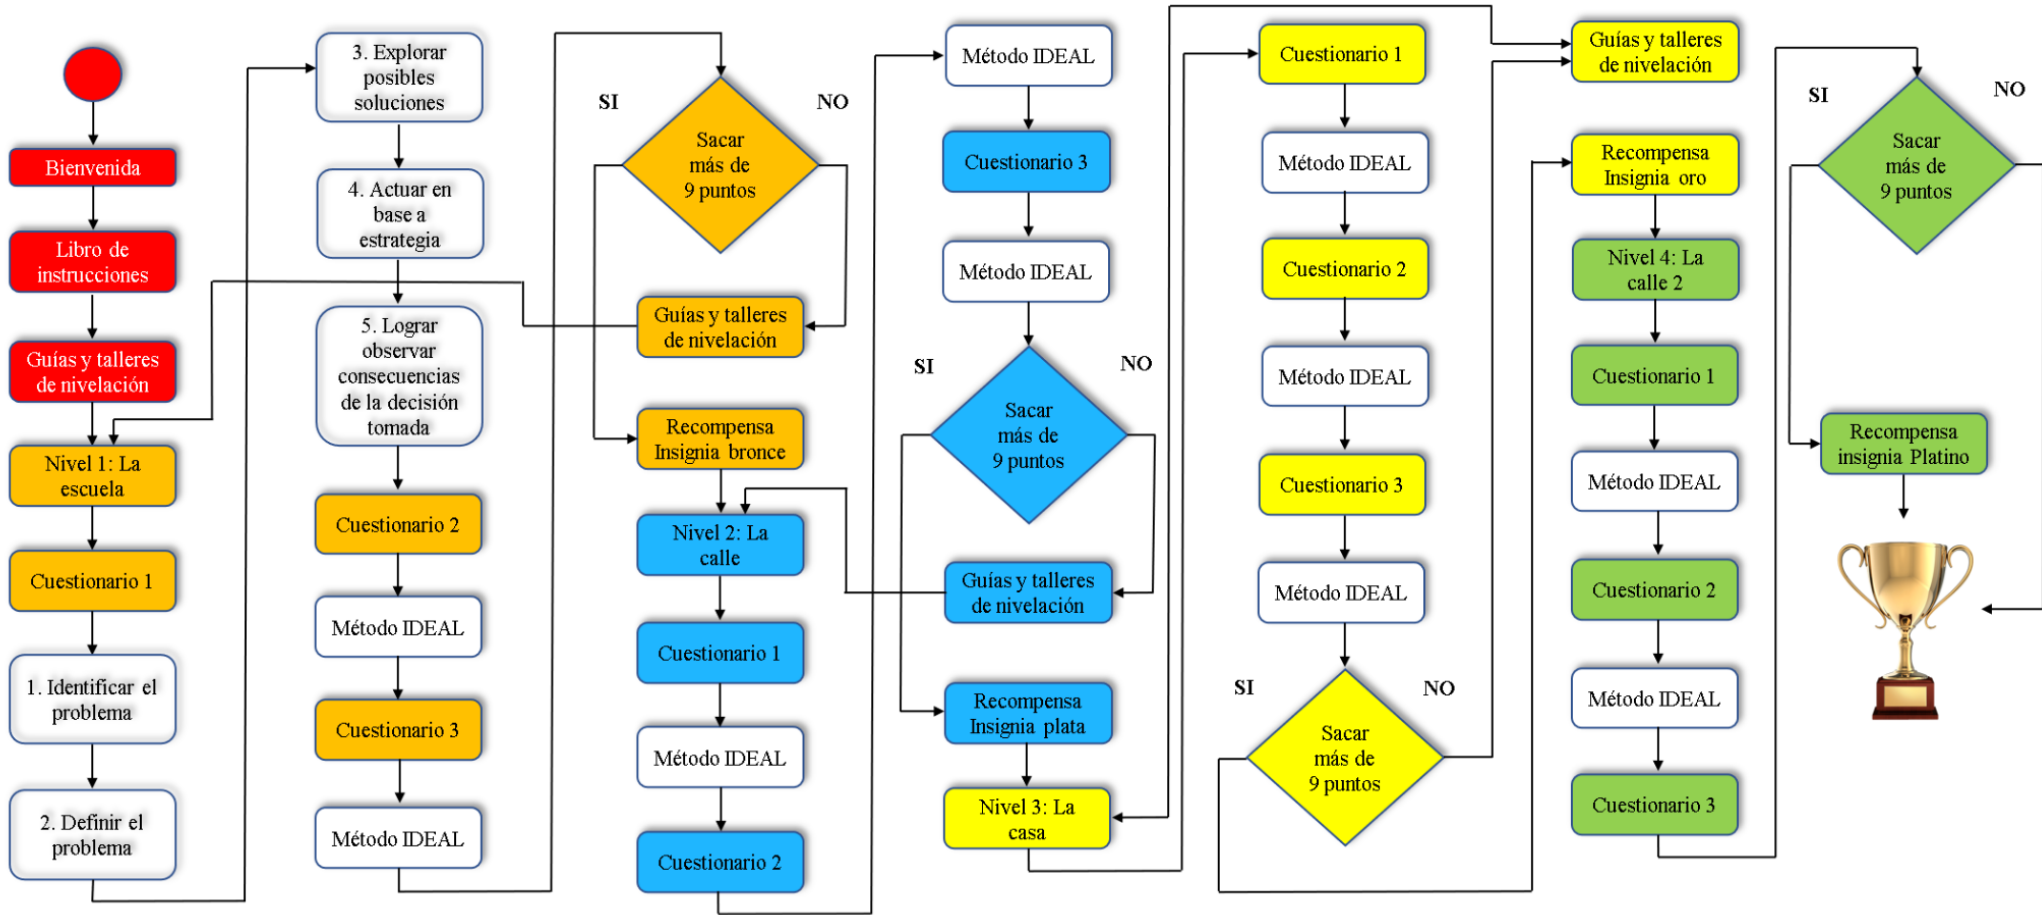 Bienvenida
Libro de
instrucciones
Guías y talleres
de nivelación
Nivel 1: La
escuela
Cuestionario 1
1. Identificar el
problema
2. Definir el
problema
3. Explorar
posibles
soluciones
4. Actuar en
base a
estrategia
5. Lograr
observar
consecuencias
de la decisión
tomada
Cuestionario 2
Método IDEAL
Cuestionario 3
Método IDEAL
SI
NO
Sacar
más de
9 puntos
Guías y talleres
de nivelación
Recompensa
Insignia bronce
Nivel 2: La
calle
Cuestionario 1
Método IDEAL
Cuestionario 2
Método IDEAL
Cuestionario 3
Método IDEAL
SI
NO
Sacar
más de
9 puntos
Guías y talleres
de nivelación
Recompensa
Insignia plata
Nivel 3: La
casa
Cuestionario 1
Método IDEAL
Cuestionario 2
Método IDEAL
Cuestionario 3
Método IDEAL
SI
NO
Sacar
más de
9 puntos
Guías y talleres
de nivelación
Recompensa
Insignia oro
Nivel 4: La
calle 2
Cuestionario 1
Método IDEAL
Cuestionario 2
Método IDEAL
Cuestionario 3
SI
NO
Sacar
más de
9 puntos
Recompensa
insignia Platino